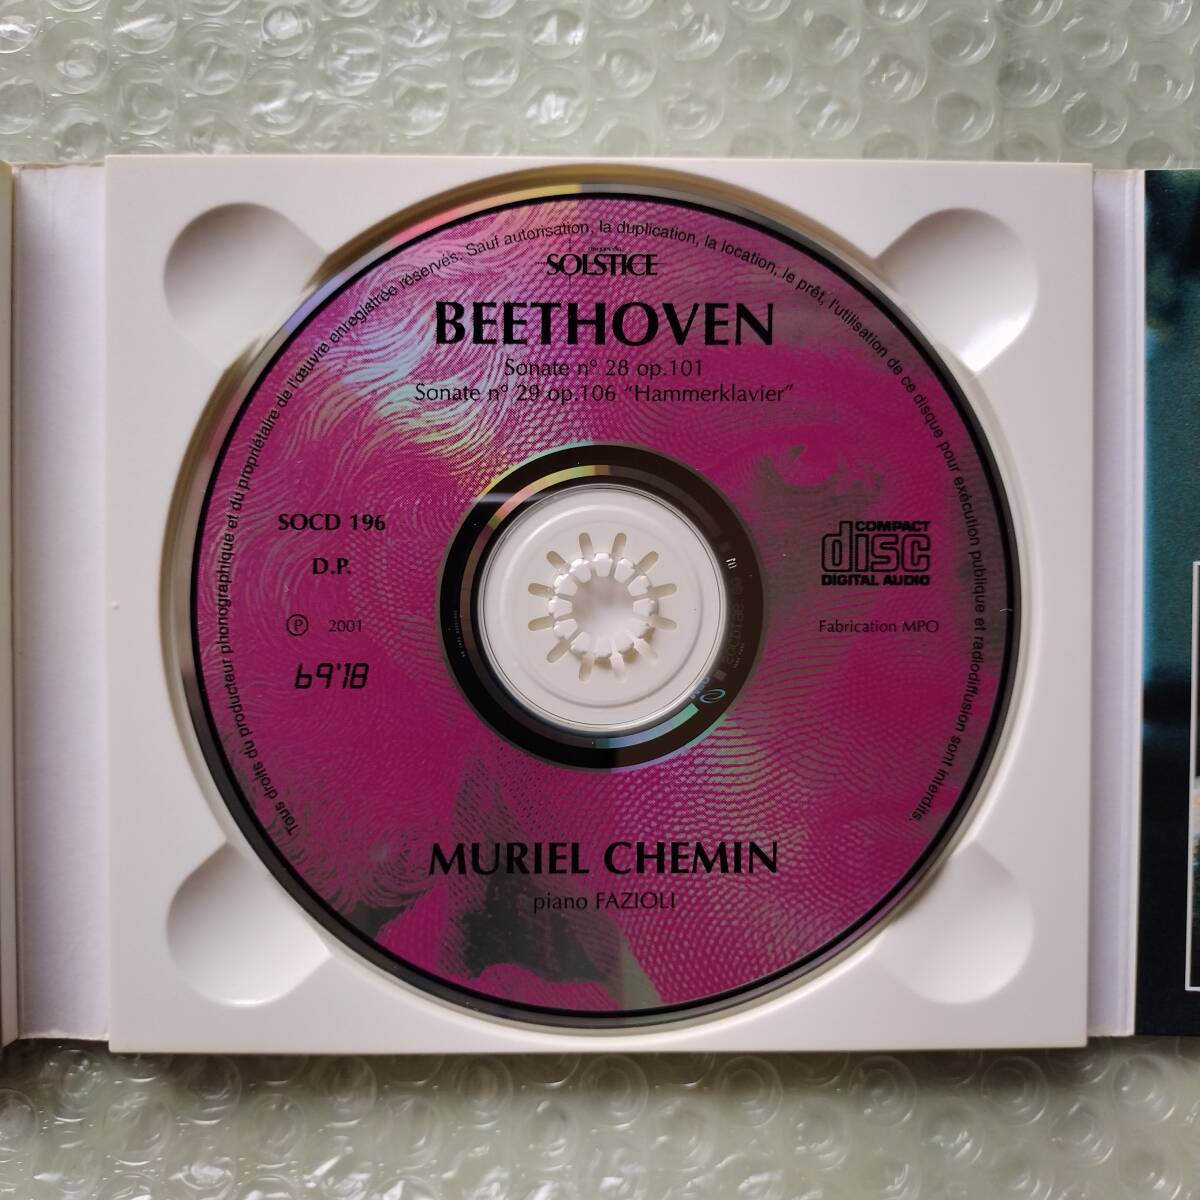 SOLSTICE
BEETHOVEN
Sonate n° 28 op.101
Sonate n° 29 op.106 "Hammerklavier"
SOCD 196
D.P.
℗ 2001
69'18
COMPACT
disc
DIGITAL AUDIO
Fabrication MPO
MURIEL CHEMIN
piano FAZIOLI
Tous droits du producteur phonographique et du propriétaire de l'œuvre enregistrée réservés. Sauf autorisation, la duplication, la location, le prêt, l'utilisation de ce disque pour exécution publique et radiodiffusion sont interdits.